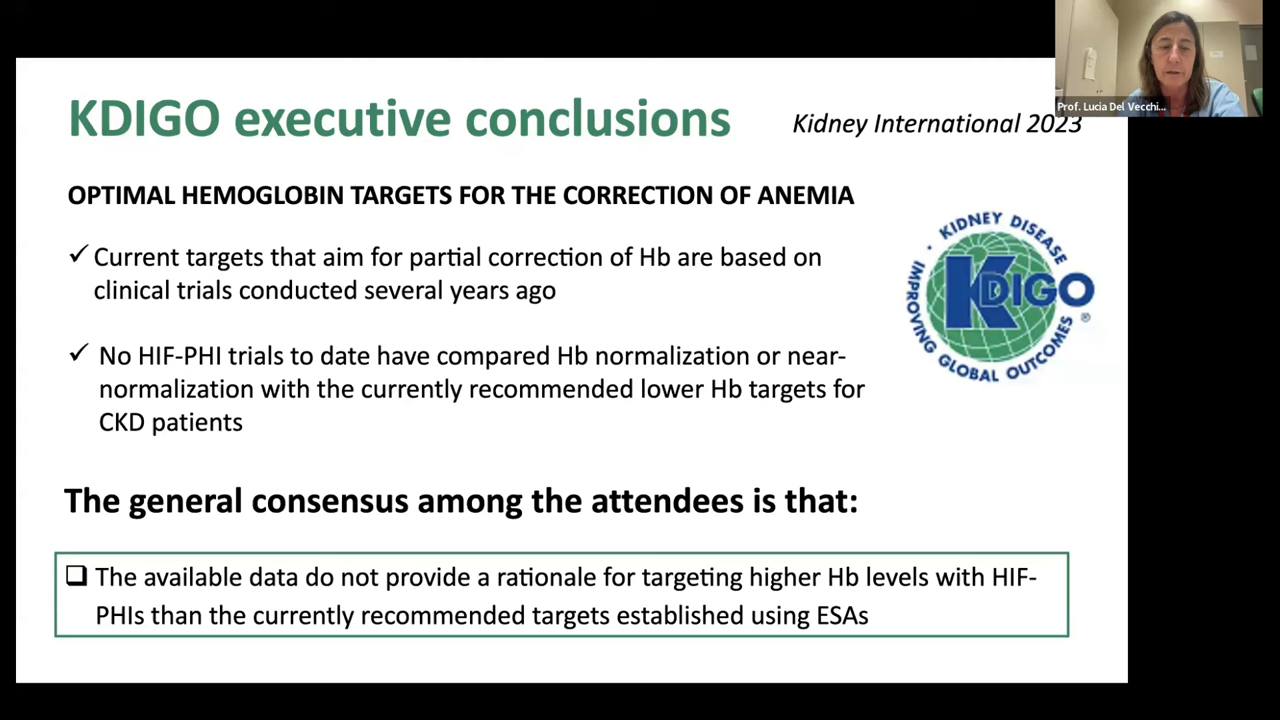 KDIGO executive conclusions
Kidney International 2023
Prof. Lucia Del Vecchi...
OPTIMAL HEMOGLOBIN TARGETS FOR THE CORRECTION OF ANEMIA
✓ Current targets that aim for partial correction of Hb are based on
clinical trials conducted several years ago
✓ No HIF-PHI trials to date have compared Hb normalization or near-
normalization with the currently recommended lower Hb targets for
CKD patients
KIDNEY DISEASE
KDIGO
®
IMPROVING GLOBAL OUTCOMES
The general consensus among the attendees is that:
❑ The available data do not provide a rationale for targeting higher Hb levels with HIF-
PHIs than the currently recommended targets established using ESAs